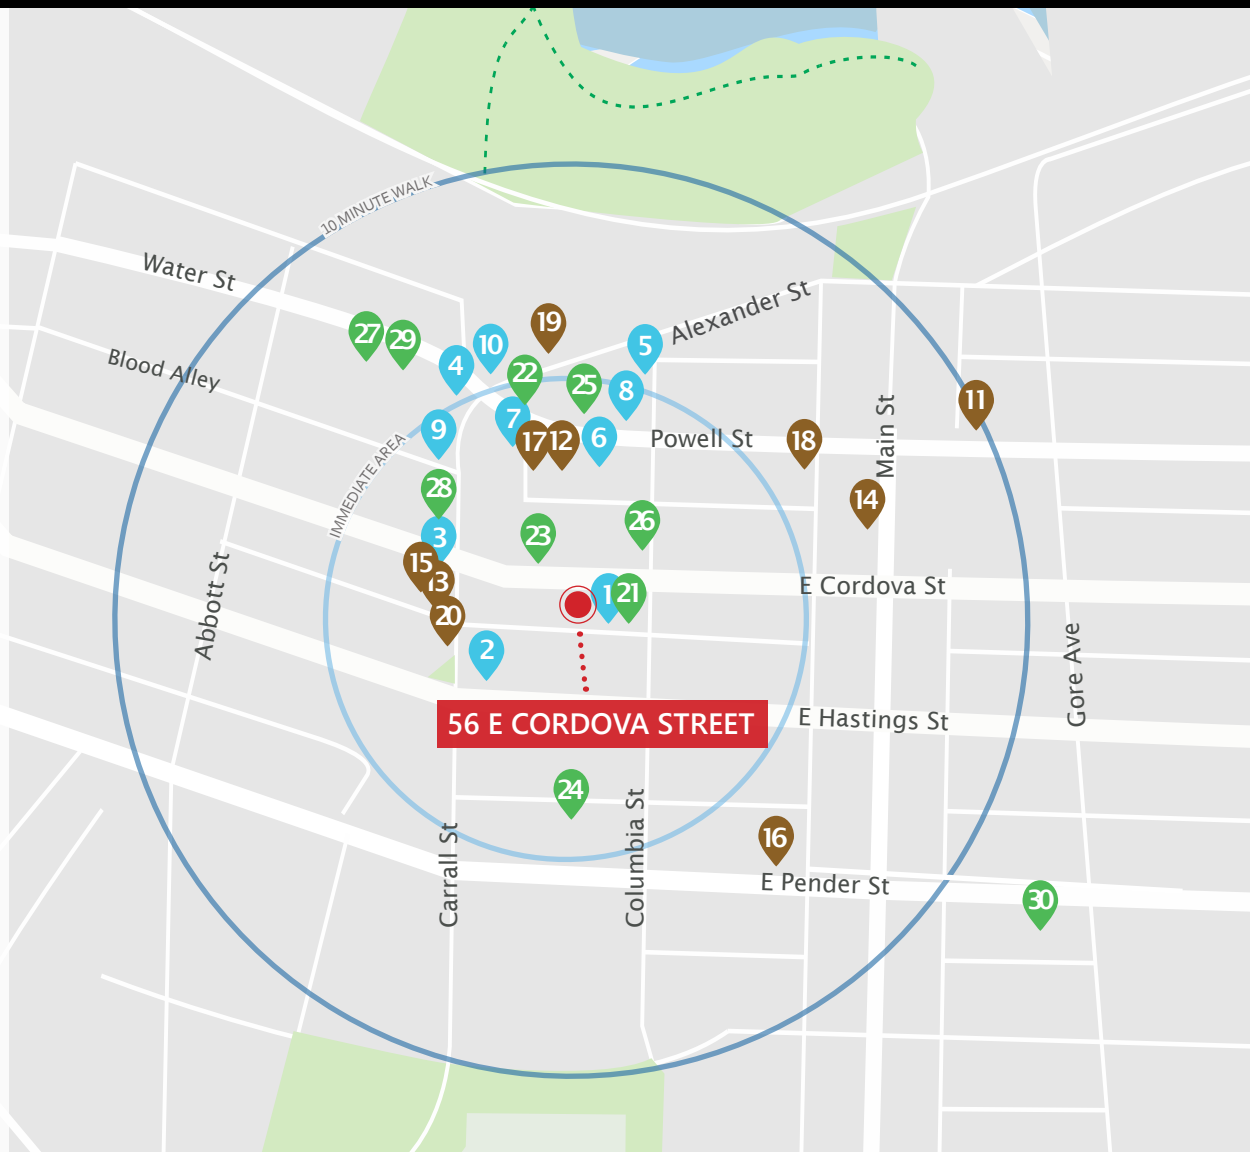 10 MINUTE WALK
Water St
Alexander St
27
29
19
10
4
5
Blood Alley
22
25
8
11
7
9
17
12
6
Powell St
18
Main St
IMMEDIATE AREA
28
14
3
23
26
15
13
E Cordova St
1
21
20
Abbott St
2
Gore Ave
56 E CORDOVA STREET
E Hastings St
24
Columbia St
Carrall St
16
E Pender St
30